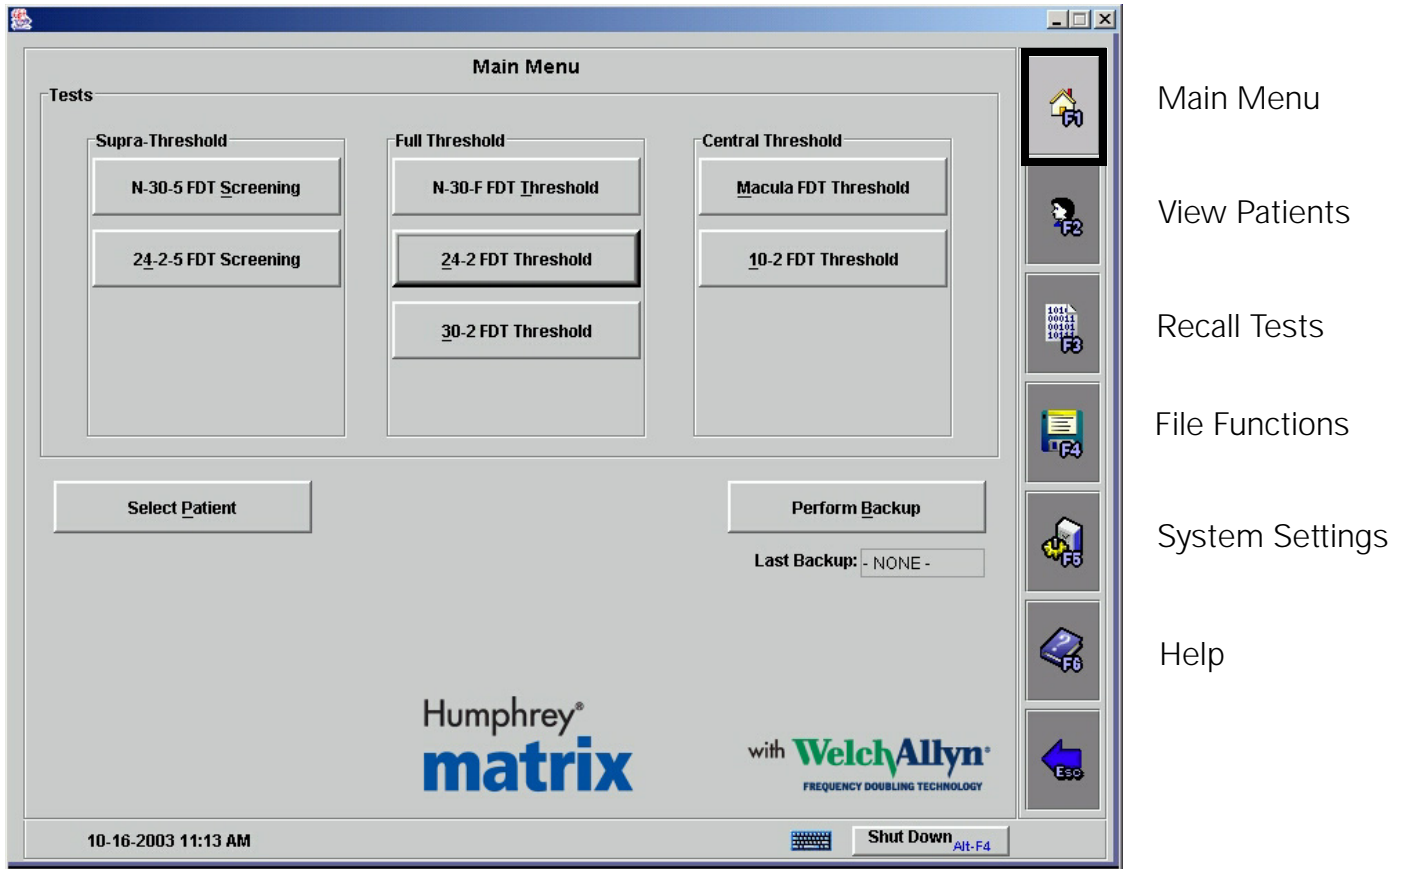 Main Menu
Tests
Supra-Threshold
N-30-5 FDT Screening
24-2-5 FDT Screening
Full Threshold
N-30-F FDT Threshold
24-2 FDT Threshold
30-2 FDT Threshold
Central Threshold
Macula FDT Threshold
10-2 FDT Threshold
Select Patient
Perform Backup
Last Backup: - NONE -
Humphrey®
matrix
with WelchAllyn®
FREQUENCY DOUBLING TECHNOLOGY
10-16-2003 11:13 AM
Shut Down Alt-F4
F1
Main Menu
F2
View Patients
1010
00011
00101
10111
F3
Recall Tests
F4
File Functions
F5
System Settings
?
F6
Help
Esc